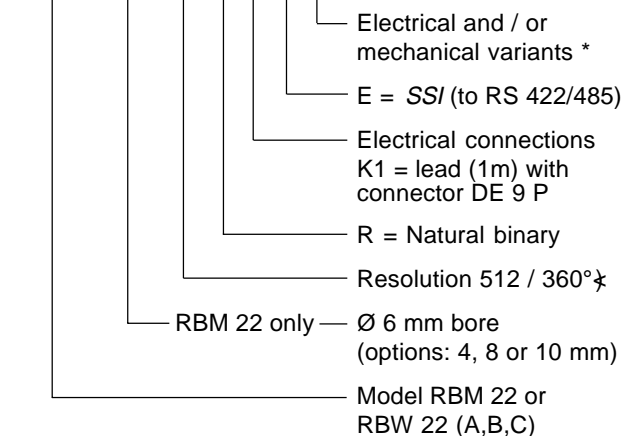 Electrical and / or
mechanical variants *
E = SSI (to RS 422/485)
Electrical connections
K1 = lead (1m) with
connector DE 9 P
R = Natural binary
Resolution 512 / 360°∢
RBM 22 only Ø 6 mm bore
(options: 4, 8 or 10 mm)
Model RBM 22 or
RBW 22 (A,B,C)